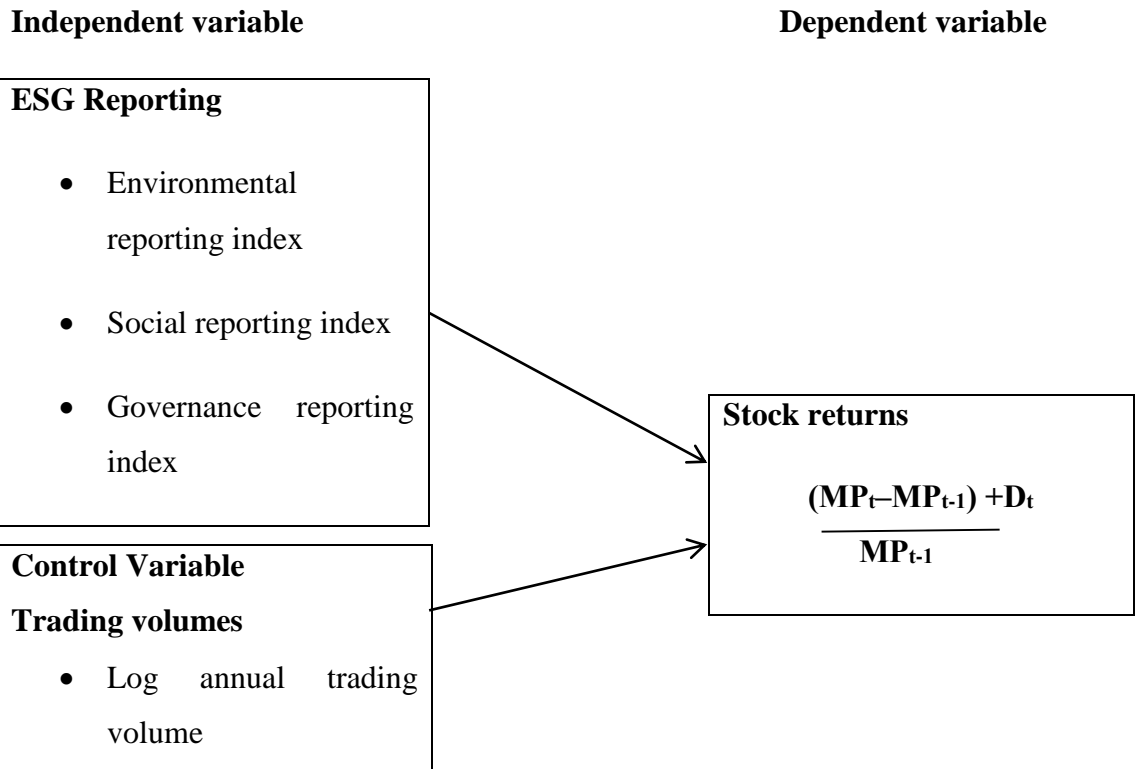 Independent variable
Dependent variable
ESG Reporting
• Environmental
reporting index
• Social reporting index
• Governance reporting
index
Control Variable
Trading volumes
• Log annual trading
volume
Stock returns
(MPt–MPt-1) +Dt
MPt-1